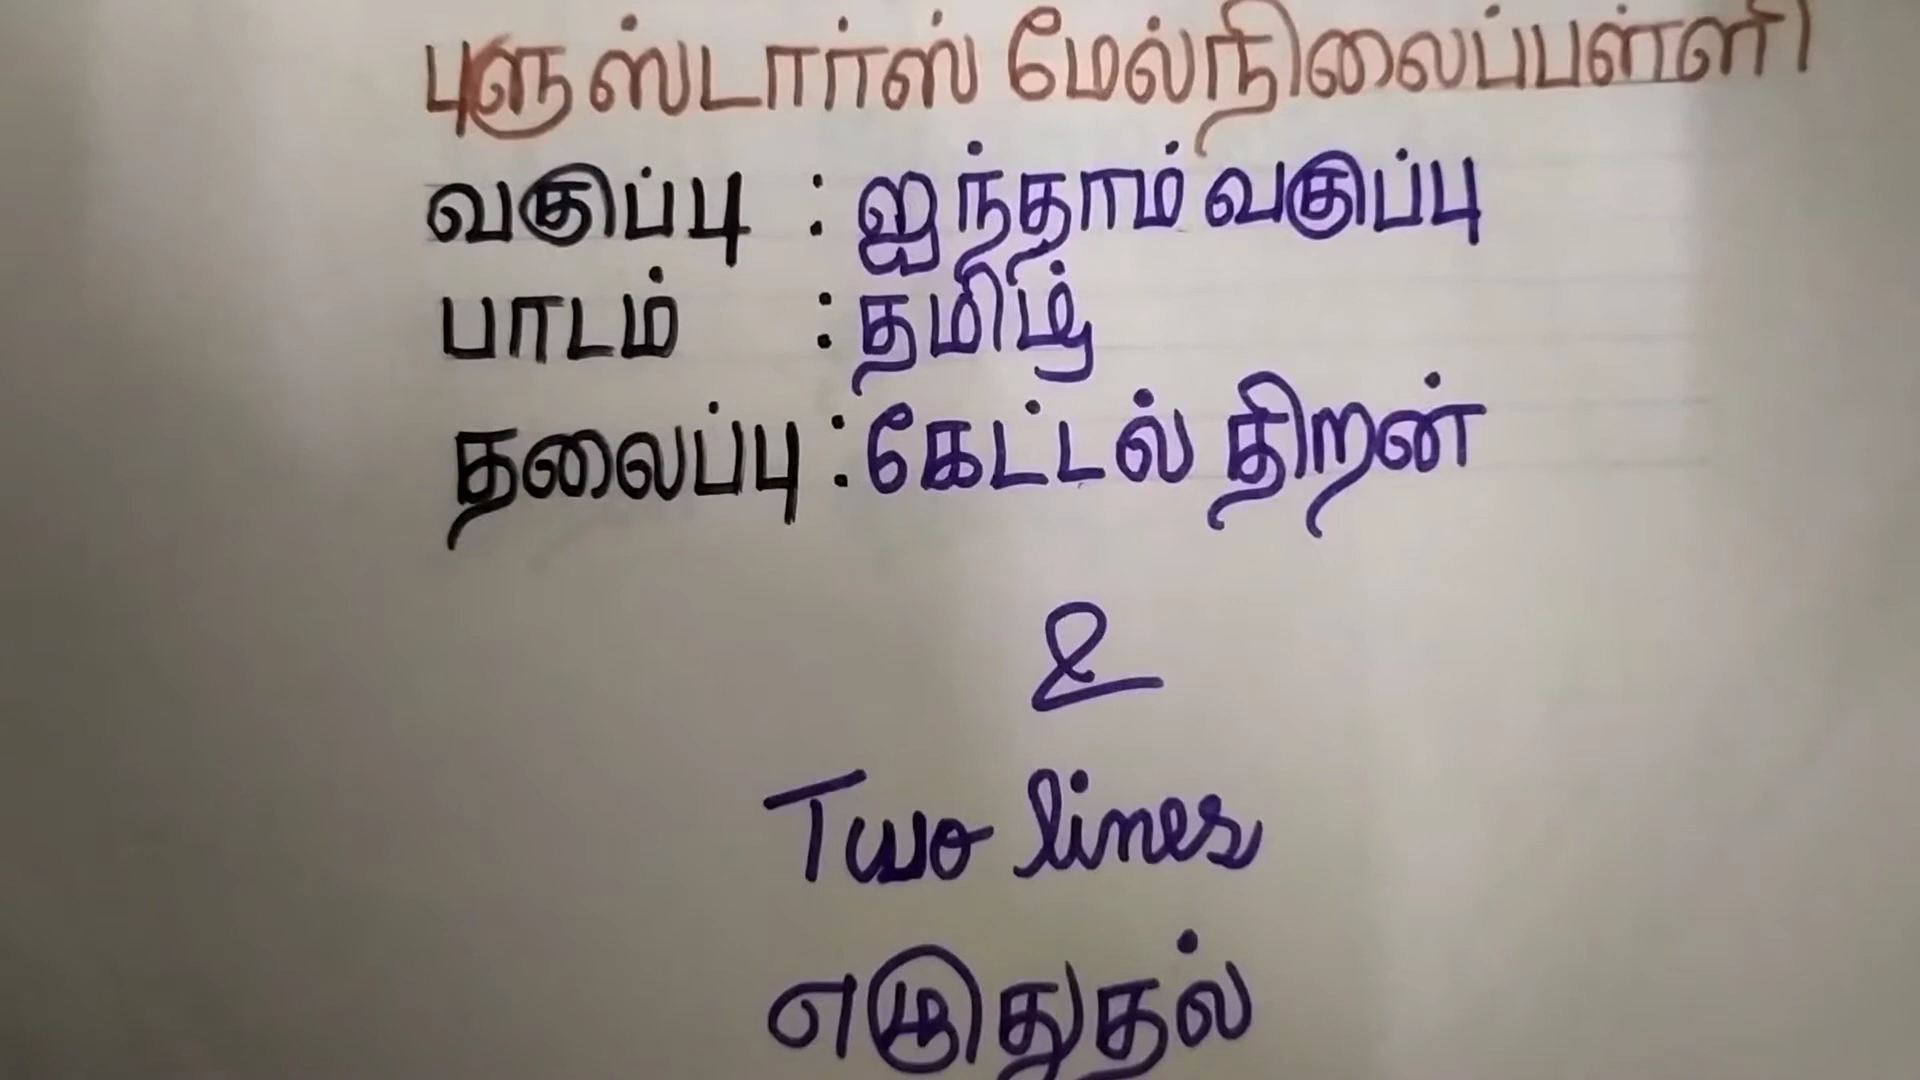 புளு ஸ்டார்ஸ் மேல்நிலைப்பள்ளி
வகுப்பு : ஐந்தாம் வகுப்பு
பாடம் : தமிழ்
தலைப்பு : கேட்டல் திறன்
&
Two lines
எழுதுதல்